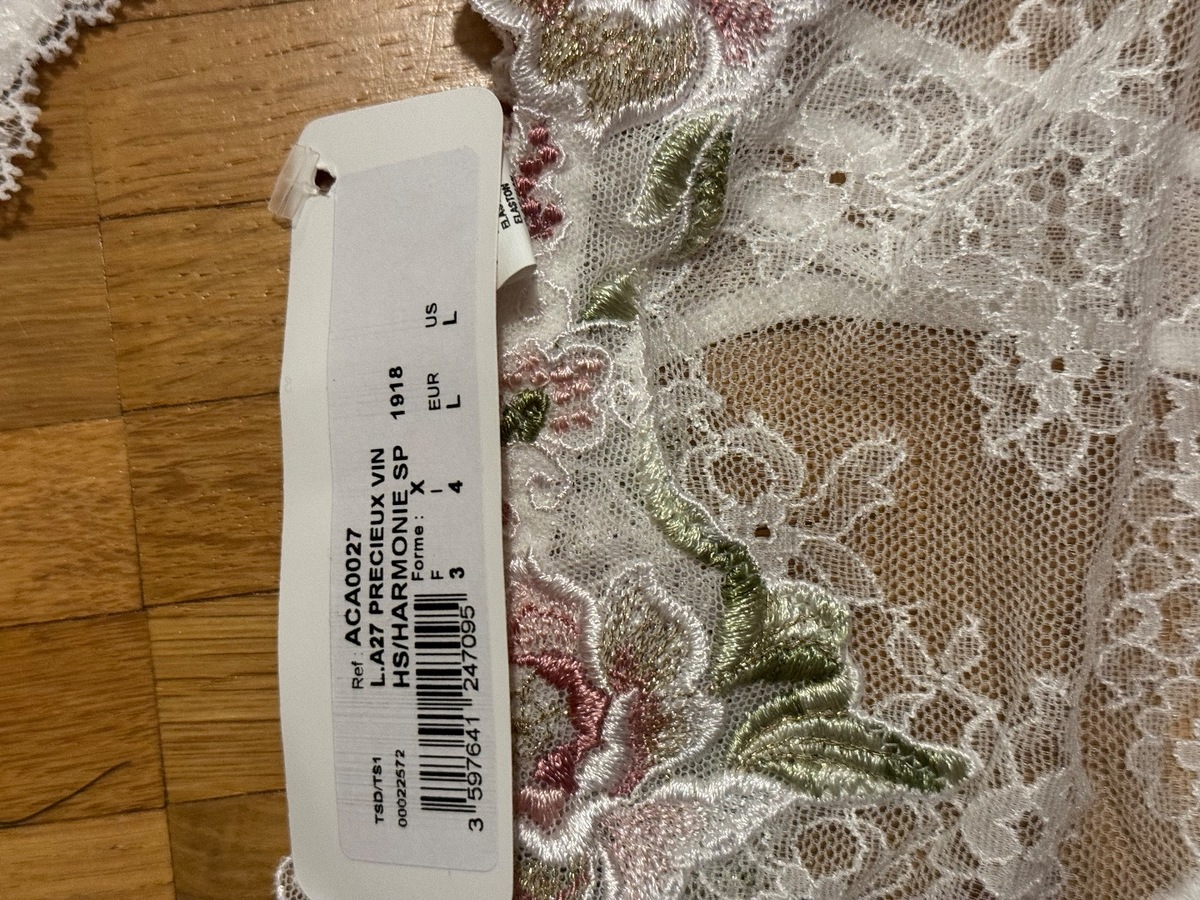 Ref : ACA0027
L.A27 PRECIEUX VIN
HS/HARMONIE SP 1918
TSD/TS1
00022572
Forme : X
F I EUR US
3 4 L L
3 597641 247095
ELASTON